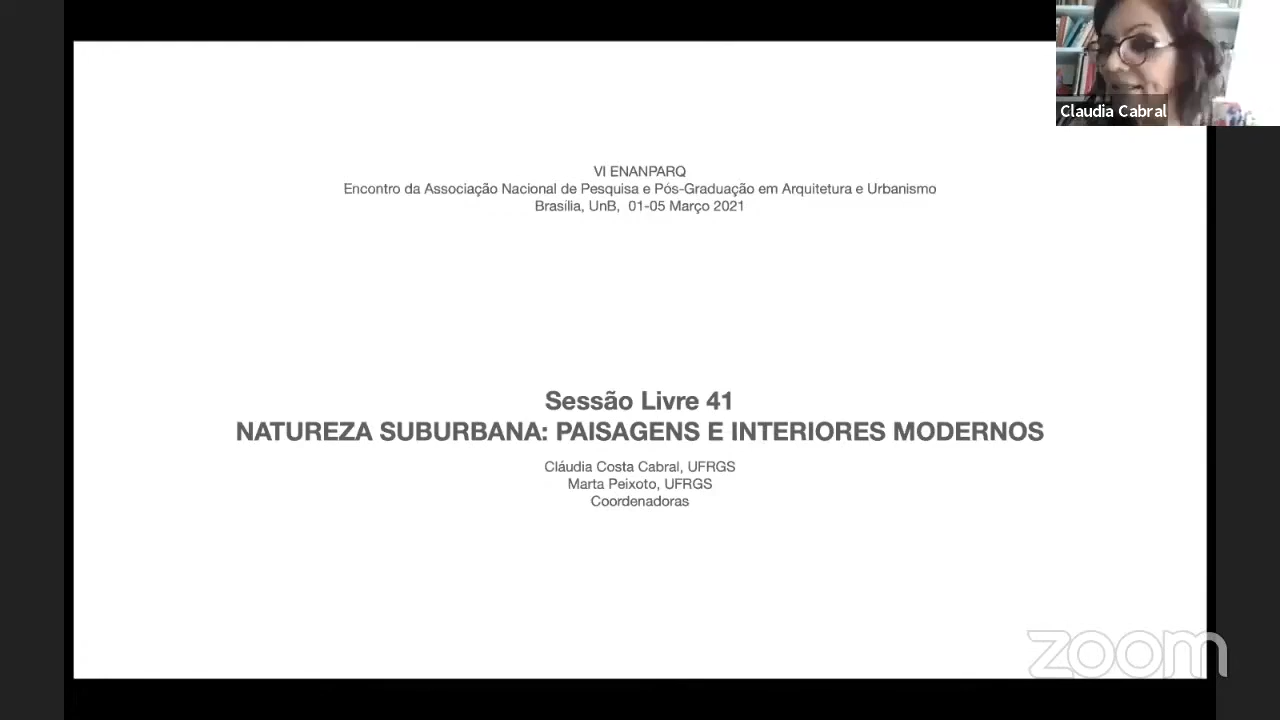 Claudia Cabral
VI ENANPARQ
Encontro da Associação Nacional de Pesquisa e Pós-Graduação em Arquitetura e Urbanismo
Brasília, UnB, 01-05 Março 2021
Sessão Livre 41
NATUREZA SUBURBANA: PAISAGENS E INTERIORES MODERNOS
Cláudia Costa Cabral, UFRGS
Marta Peixoto, UFRGS
Coordenadoras
zoom